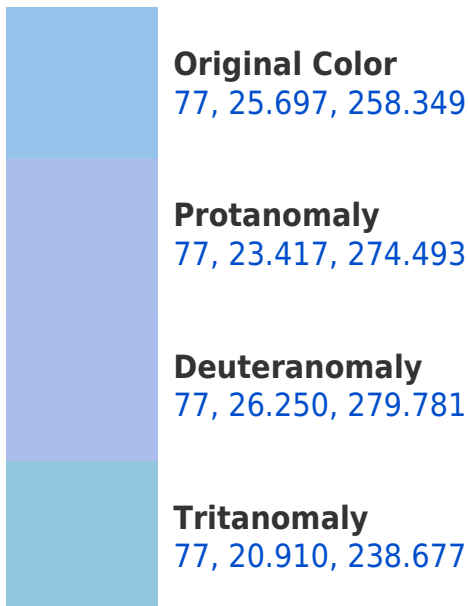 Original Color
77, 25.697, 258.349
Protanomaly
77, 23.417, 274.493
Deuteranomaly
77, 26.250, 279.781
Tritanomaly
77, 20.910, 238.677